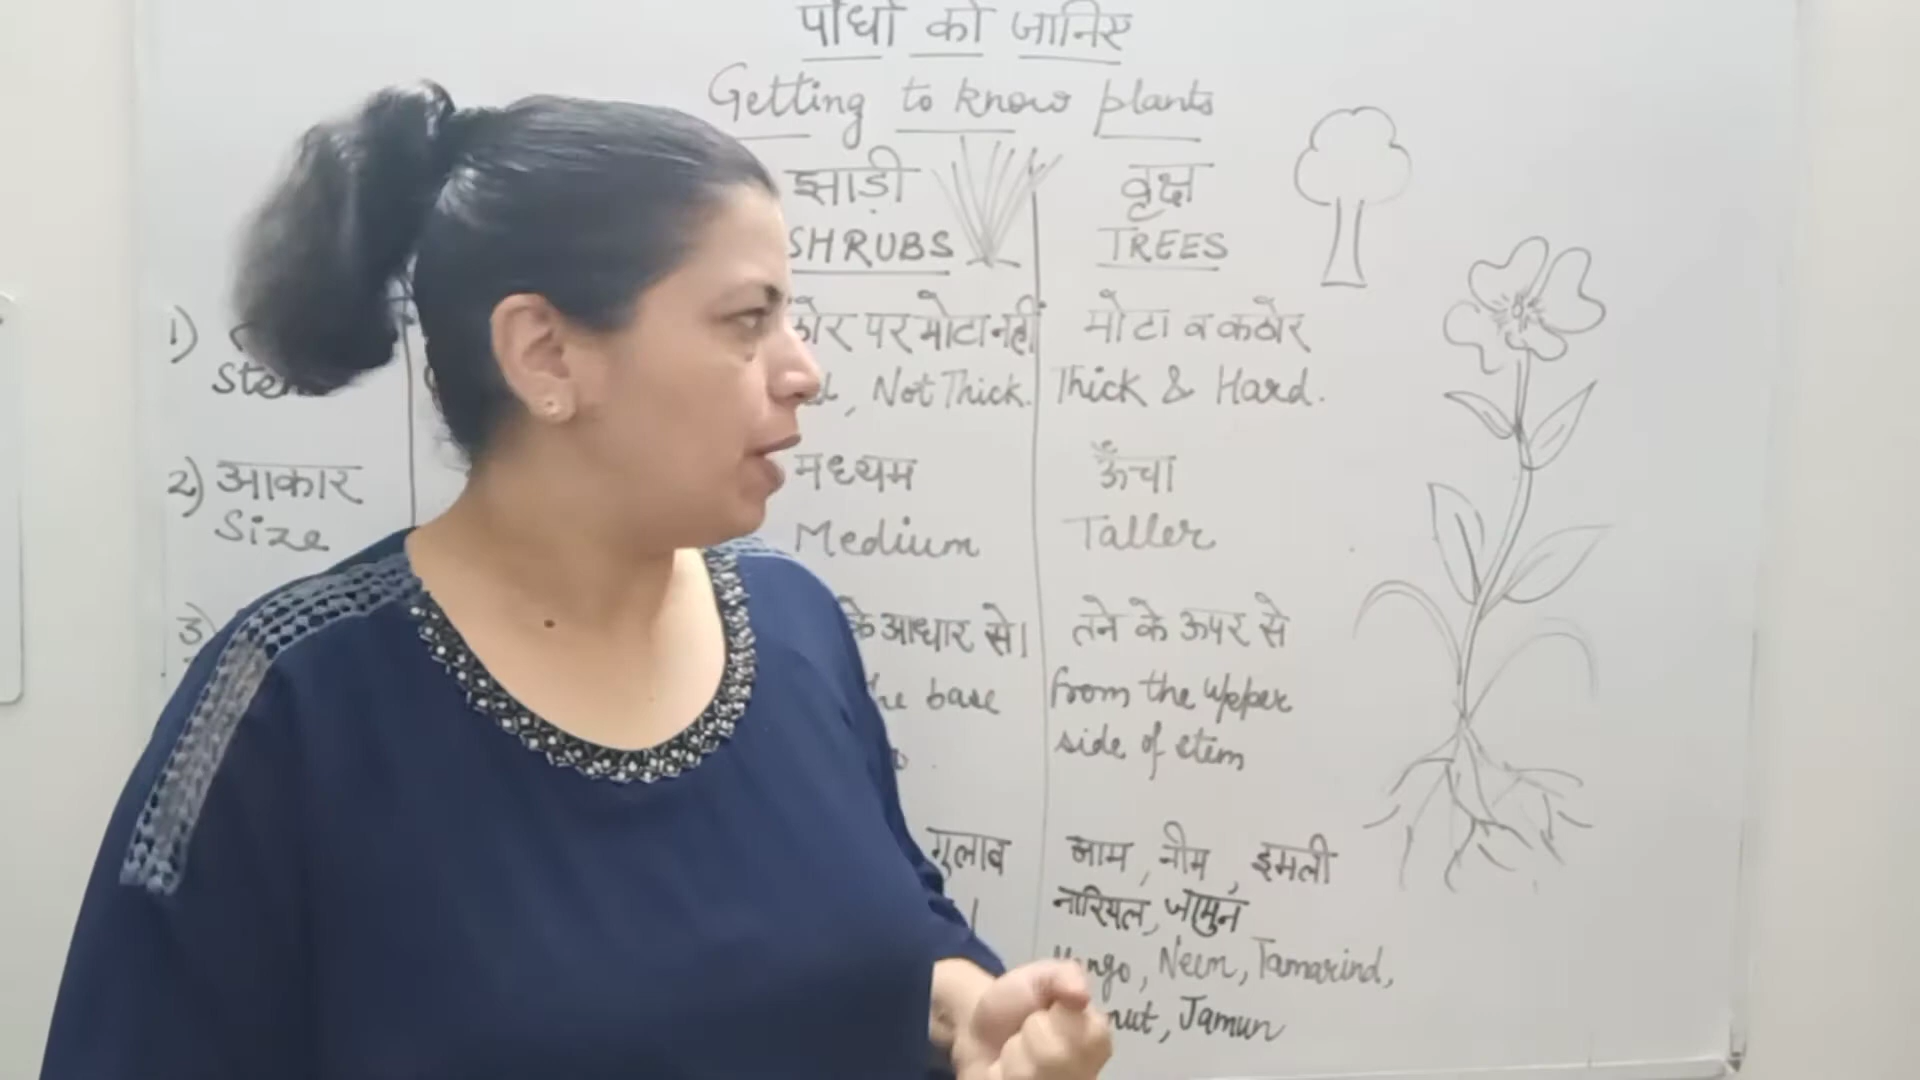 पौधों को जानिए
Getting to know plants
झाड़ी वृक्ष
SHRUBS TREES
1) पर मोटा नहीं मोटा व कठोर
Not Thick. Thick & Hard.
2) आकार मध्यम ऊँचा
Size Medium Taller
3) के आधार से। तने के ऊपर से
base from the upper
side of stem
गुलाब आम, नीम, इमली
नारियल, जामुन
Neem, Tamarind,
Jamun